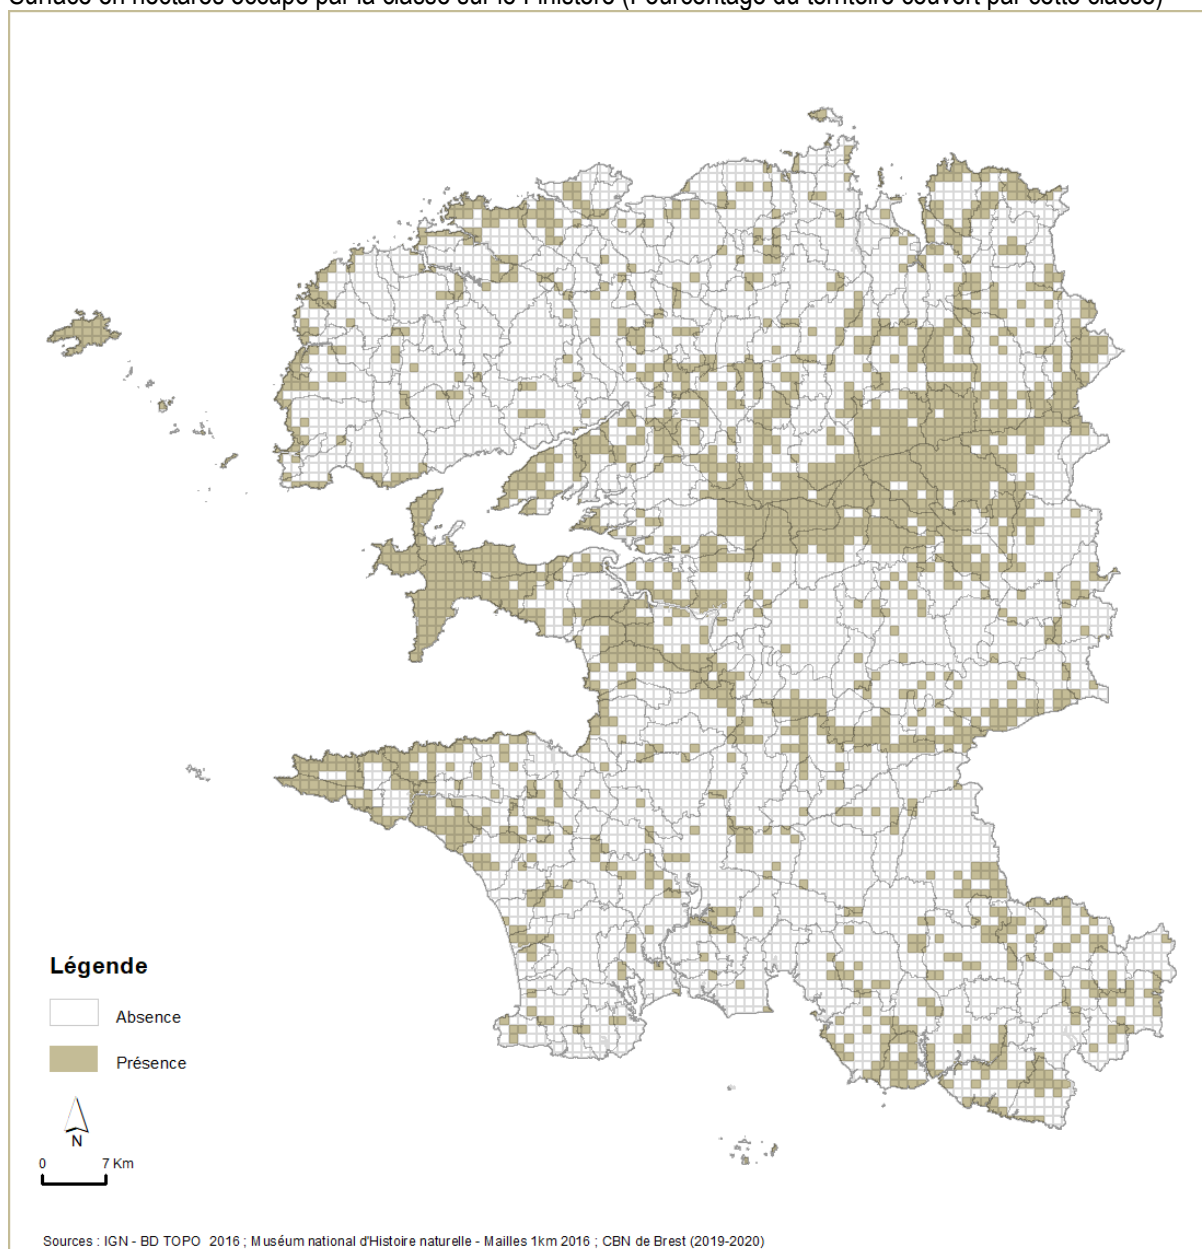 Surface en hectares occupé par la classe sur le Finistère (Pourcentage du territoire couvert par cette classe)
Légende
Absence
Présence
N
0 7 Km
Sources : IGN - BD TOPO 2016 ; Muséum national d'Histoire naturelle - Mailles 1km 2016 ; CBN de Brest (2019-2020)